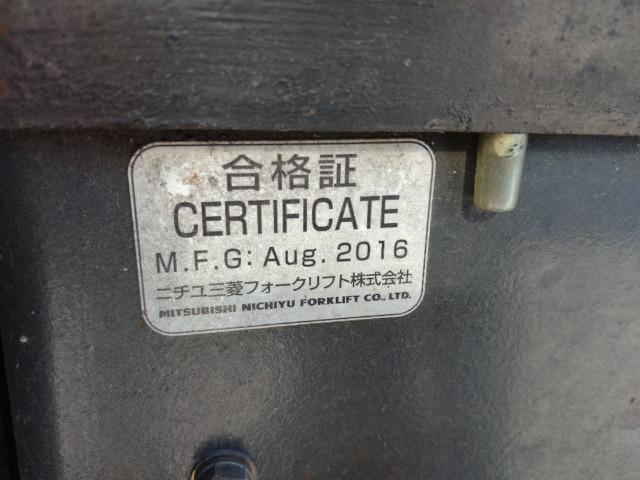 合格証
CERTIFICATE
M.F.G: Aug. 2016
ニチユ三菱フォークリフト株式会社
MITSUBISHI NICHIYU FORKLIFT CO., LTD.